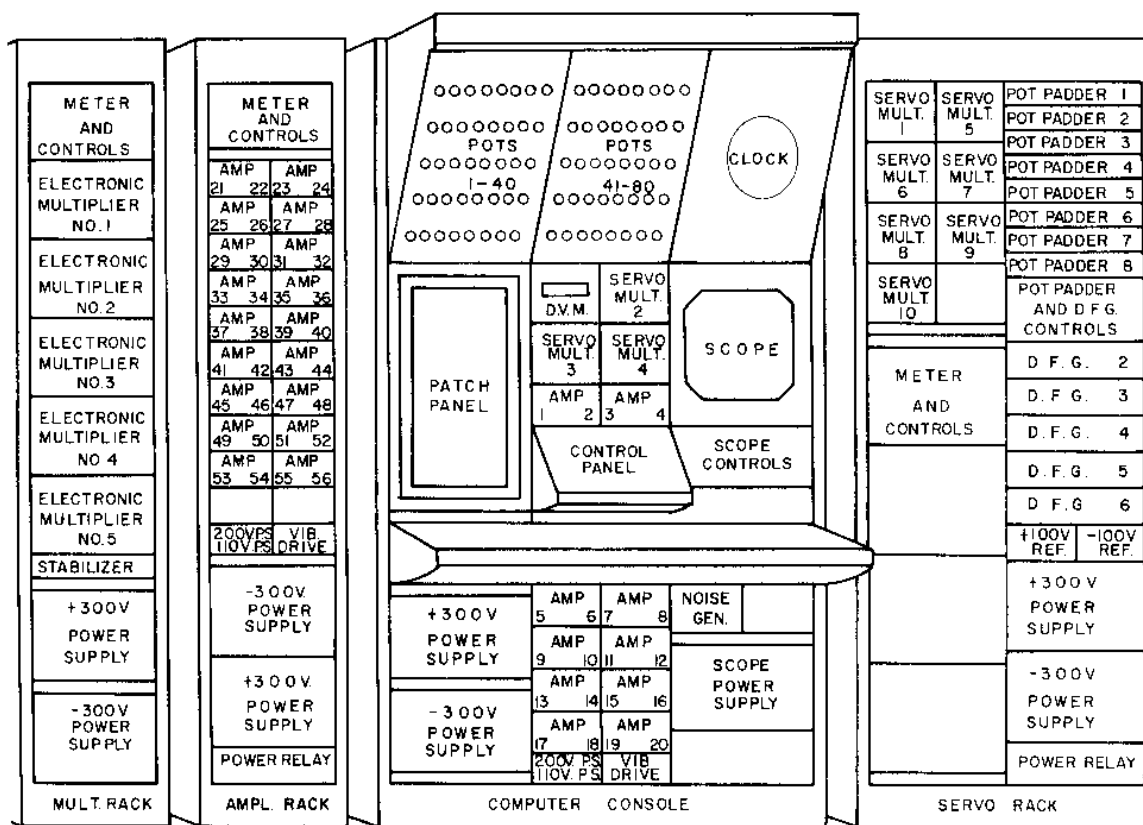 METER
AND
CONTROLS
ELECTRONIC
MULTIPLIER
NO.1
ELECTRONIC
MULTIPLIER
NO.2
ELECTRONIC
MULTIPLIER
NO.3
ELECTRONIC
MULTIPLIER
NO 4
ELECTRONIC
MULTIPLIER
NO.5
STABILIZER
+300V
POWER
SUPPLY
-300V
POWER
SUPPLY
MULT. RACK
METER
AND
CONTROLS
AMP AMP
21 22 23 24
AMP AMP
25 26 27 28
AMP AMP
29 30 31 32
AMP AMP
33 34 35 36
AMP AMP
37 38 39 40
AMP AMP
41 42 43 44
AMP AMP
45 46 47 48
AMP AMP
49 50 51 52
AMP AMP
53 54 55 56
200V.PS VIB.
110V.PS DRIVE
-300V.
POWER
SUPPLY
+300V.
POWER
SUPPLY
POWER RELAY
AMPL. RACK
POTS
1-40
POTS
41-80
CLOCK
PATCH
PANEL
D.V.M.
SERVO
MULT.
2
SERVO
MULT.
3
SERVO
MULT.
4
AMP AMP
1 2 3 4
CONTROL
PANEL
SCOPE
SCOPE
CONTROLS
+300V
POWER
SUPPLY
-300V
POWER
SUPPLY
AMP AMP
5 6 7 8
AMP AMP
9 10 11 12
AMP AMP
13 14 15 16
AMP AMP
17 18 19 20
200V. P.S. VIB
110V. P.S. DRIVE
NOISE
GEN.
SCOPE
POWER
SUPPLY
COMPUTER CONSOLE
SERVO
MULT.
1
SERVO
MULT.
5
SERVO
MULT.
6
SERVO
MULT.
7
SERVO
MULT.
8
SERVO
MULT.
9
SERVO
MULT.
10
METER
AND
CONTROLS
POT PADDER 1
POT PADDER 2
POT PADDER 3
POT PADDER 4
POT PADDER 5
POT PADDER 6
POT PADDER 7
POT PADDER 8
POT PADDER
AND D.F.G.
CONTROLS
D. F. G. 2
D. F. G. 3
D. F. G. 4
D. F. G. 5
D. F. G 6
+100V -100V
REF. REF.
+300V
POWER
SUPPLY
-300V
POWER
SUPPLY
POWER RELAY
SERVO RACK